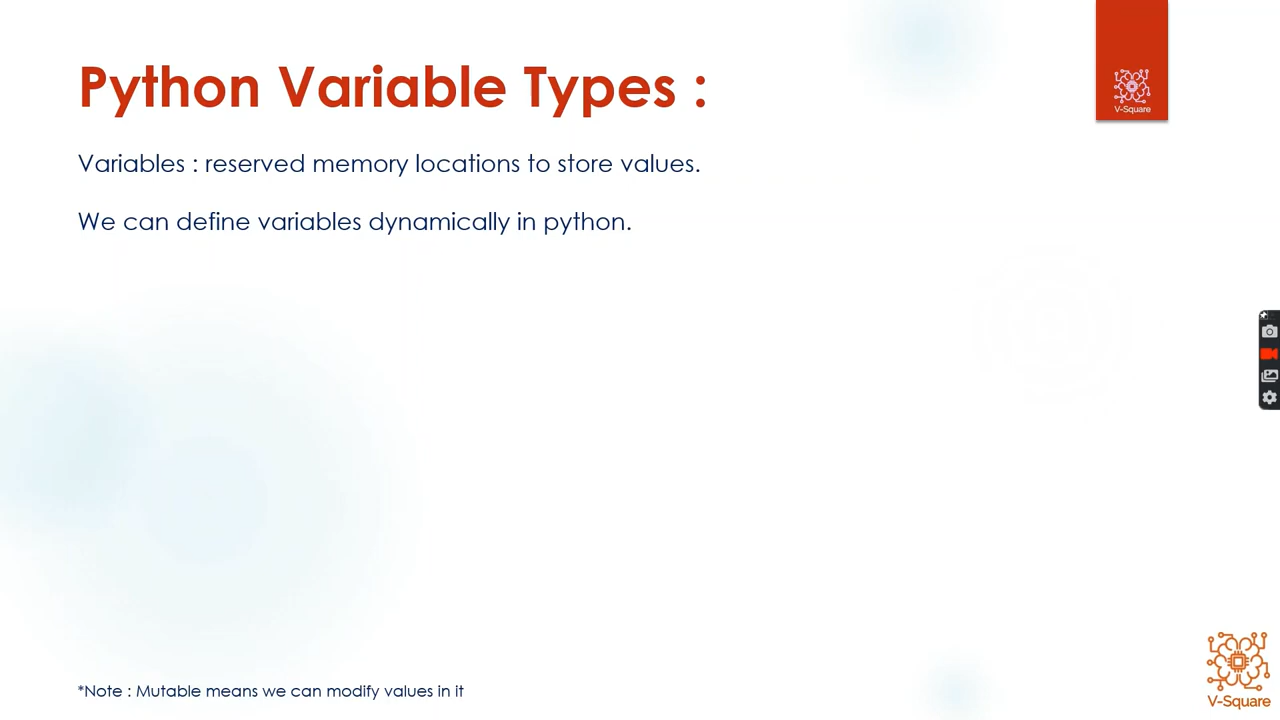 Python Variable Types :
V-Square
Variables : reserved memory locations to store values.
We can define variables dynamically in python.
*Note : Mutable means we can modify values in it
V-Square